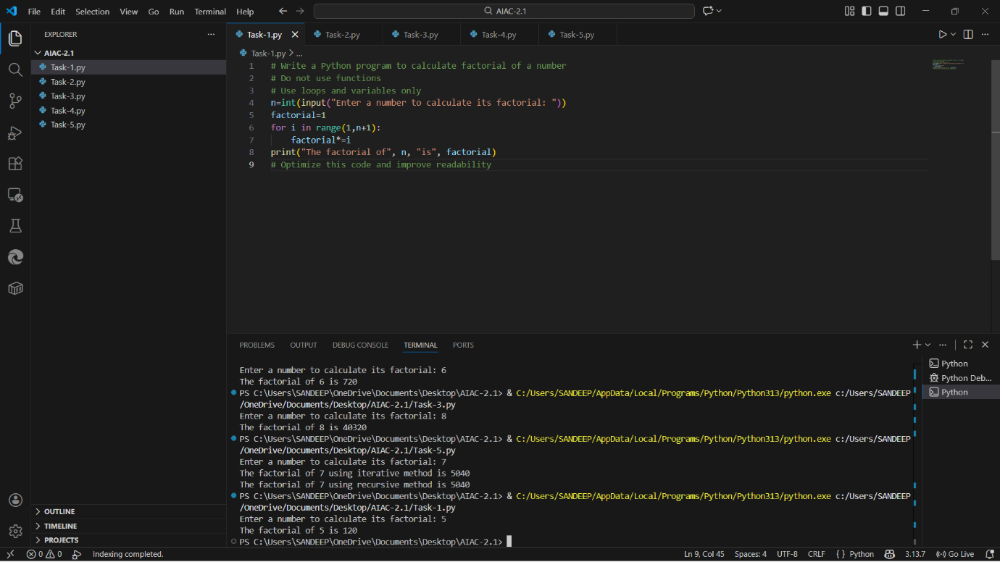 File Edit Selection View Go Run Terminal Help AIAC-2.1
EXPLORER
AIAC-2.1
Task-1.py
Task-2.py
Task-3.py
Task-4.py
Task-5.py
OUTLINE
TIMELINE
PROJECTS
Task-1.py Task-2.py Task-3.py Task-4.py Task-5.py
Task-1.py > ...
1 # Write a Python program to calculate factorial of a number
2 # Do not use functions
3 # Use loops and variables only
4 n=int(input("Enter a number to calculate its factorial: "))
5 factorial=1
6 for i in range(1,n+1):
7     factorial*=i
8 print("The factorial of", n, "is", factorial)
9 # Optimize this code and improve readability
PROBLEMS OUTPUT DEBUG CONSOLE TERMINAL PORTS
Enter a number to calculate its factorial: 6
The factorial of 6 is 720
PS C:\Users\SANDEEP\OneDrive\Documents\Desktop\AIAC-2.1> & C:/Users/SANDEEP/AppData/Local/Programs/Python/Python313/python.exe c:/Users/SANDEEP
/OneDrive/Documents/Desktop/AIAC-2.1/Task-3.py
Enter a number to calculate its factorial: 8
The factorial of 8 is 40320
PS C:\Users\SANDEEP\OneDrive\Documents\Desktop\AIAC-2.1> & C:/Users/SANDEEP/AppData/Local/Programs/Python/Python313/python.exe c:/Users/SANDEEP
/OneDrive/Documents/Desktop/AIAC-2.1/Task-5.py
Enter a number to calculate its factorial: 7
The factorial of 7 using iterative method is 5040
The factorial of 7 using recursive method is 5040
PS C:\Users\SANDEEP\OneDrive\Documents\Desktop\AIAC-2.1> & C:/Users/SANDEEP/AppData/Local/Programs/Python/Python313/python.exe c:/Users/SANDEEP
/OneDrive/Documents/Desktop/AIAC-2.1/Task-1.py
Enter a number to calculate its factorial: 5
The factorial of 5 is 120
PS C:\Users\SANDEEP\OneDrive\Documents\Desktop\AIAC-2.1>
Python
Python Deb...
Python
0 0 Indexing completed. Ln 9, Col 45 Spaces: 4 UTF-8 CRLF { } Python 3.13.7 Go Live